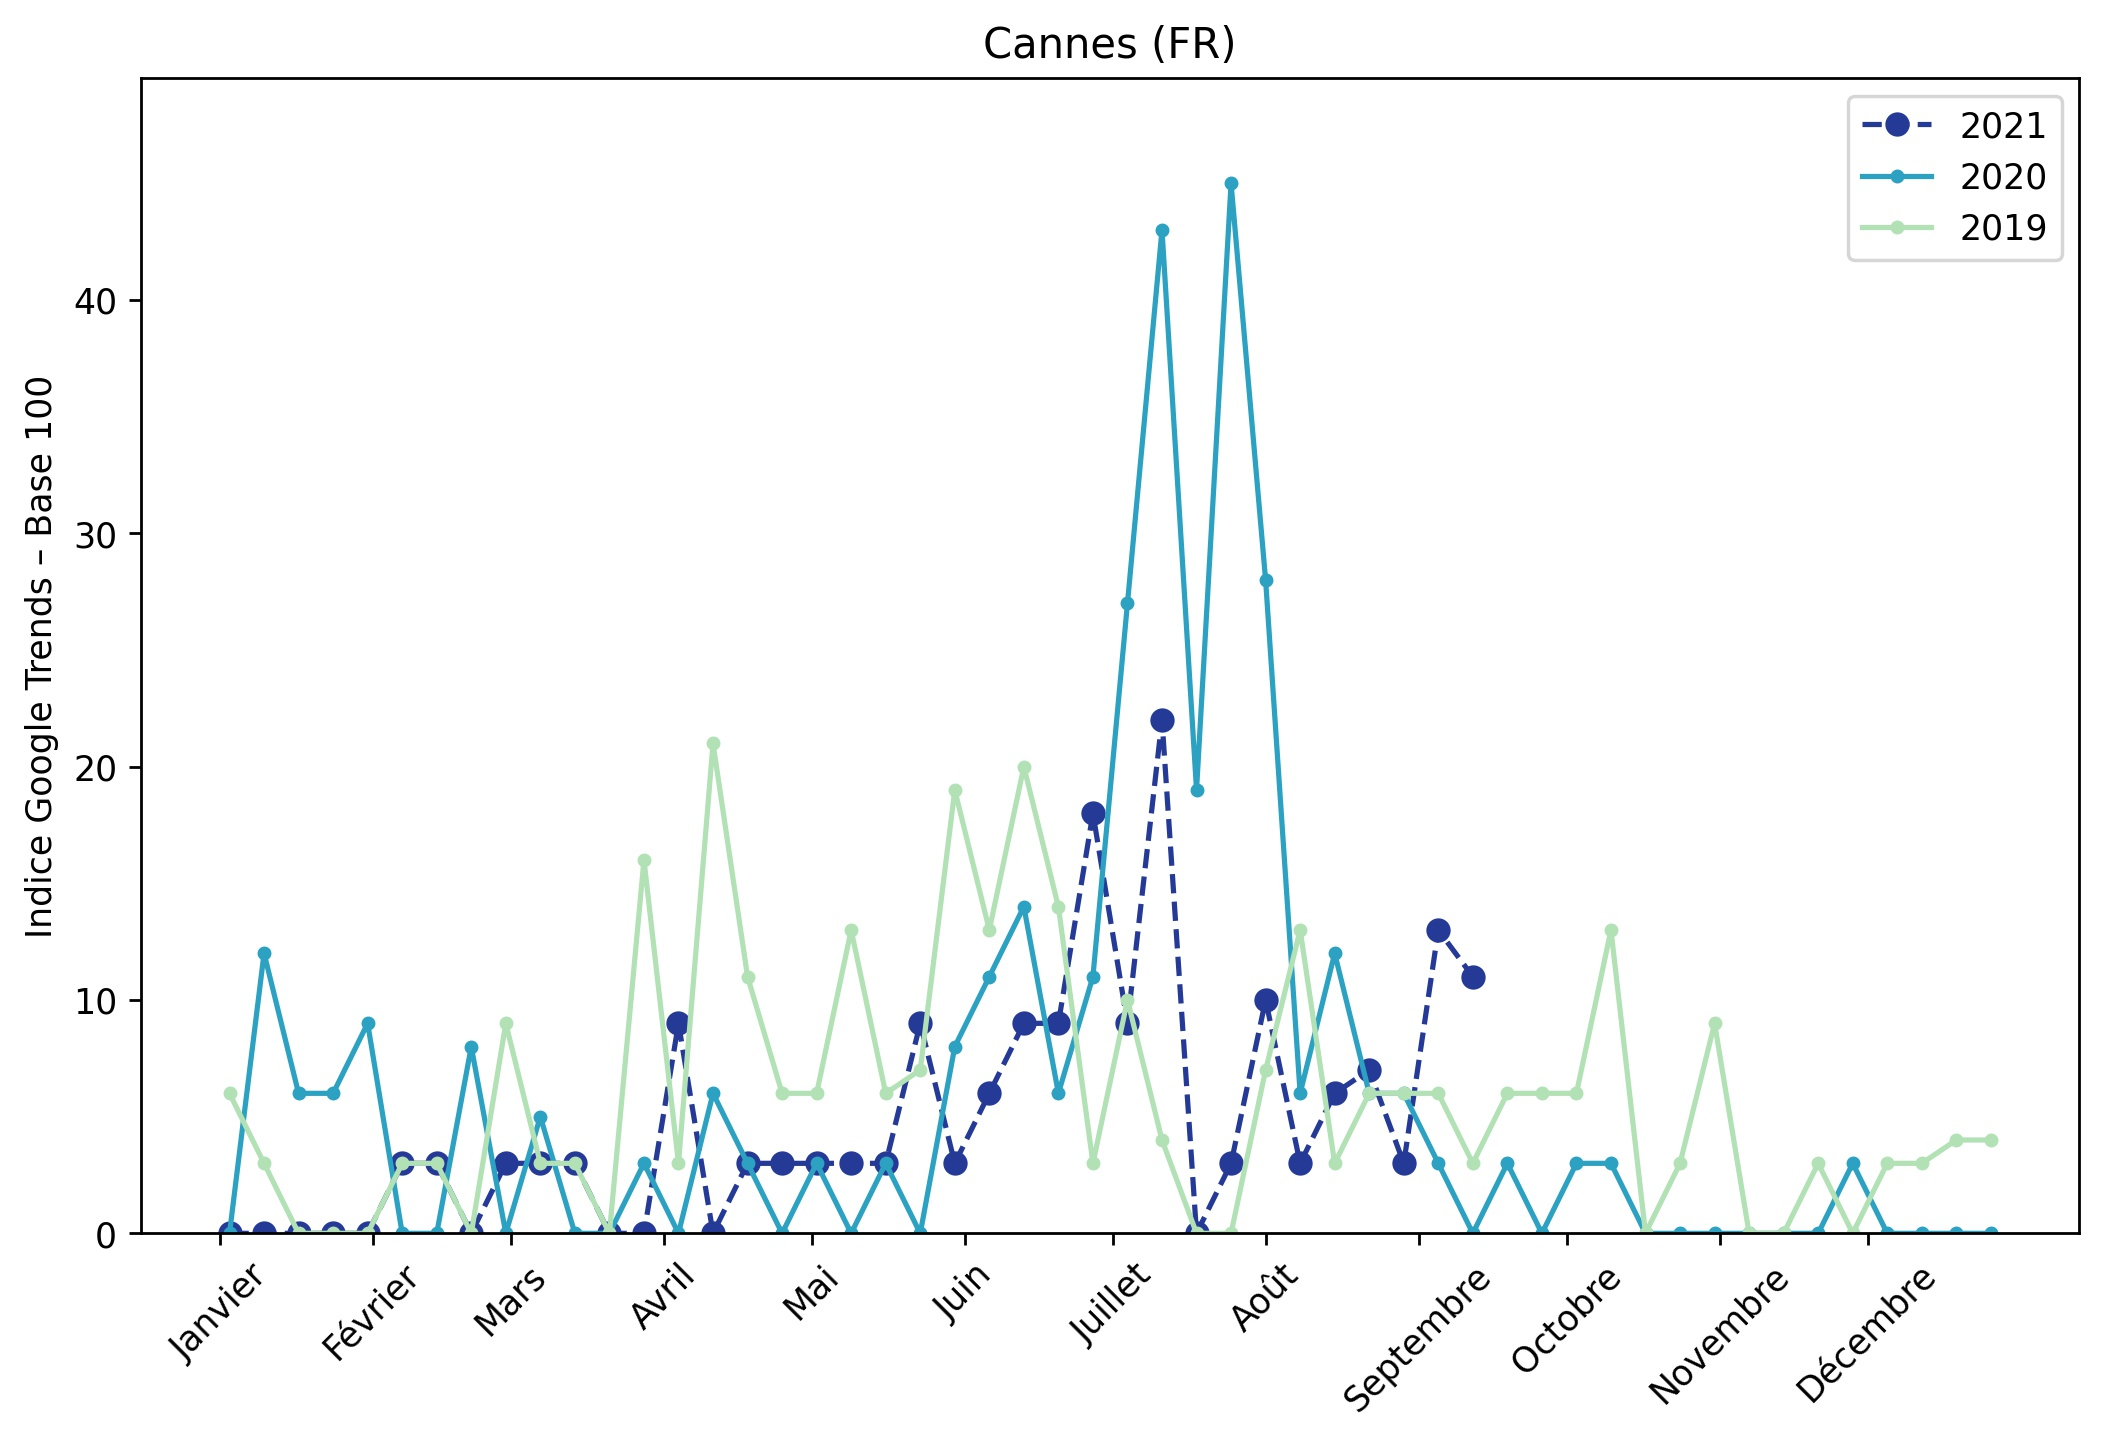 Cannes (FR)
2021
2020
2019
Indice Google Trends – Base 100
40
30
20
10
0
Janvier
Février
Mars
Avril
Mai
Juin
Juillet
Août
Septembre
Octobre
Novembre
Décembre